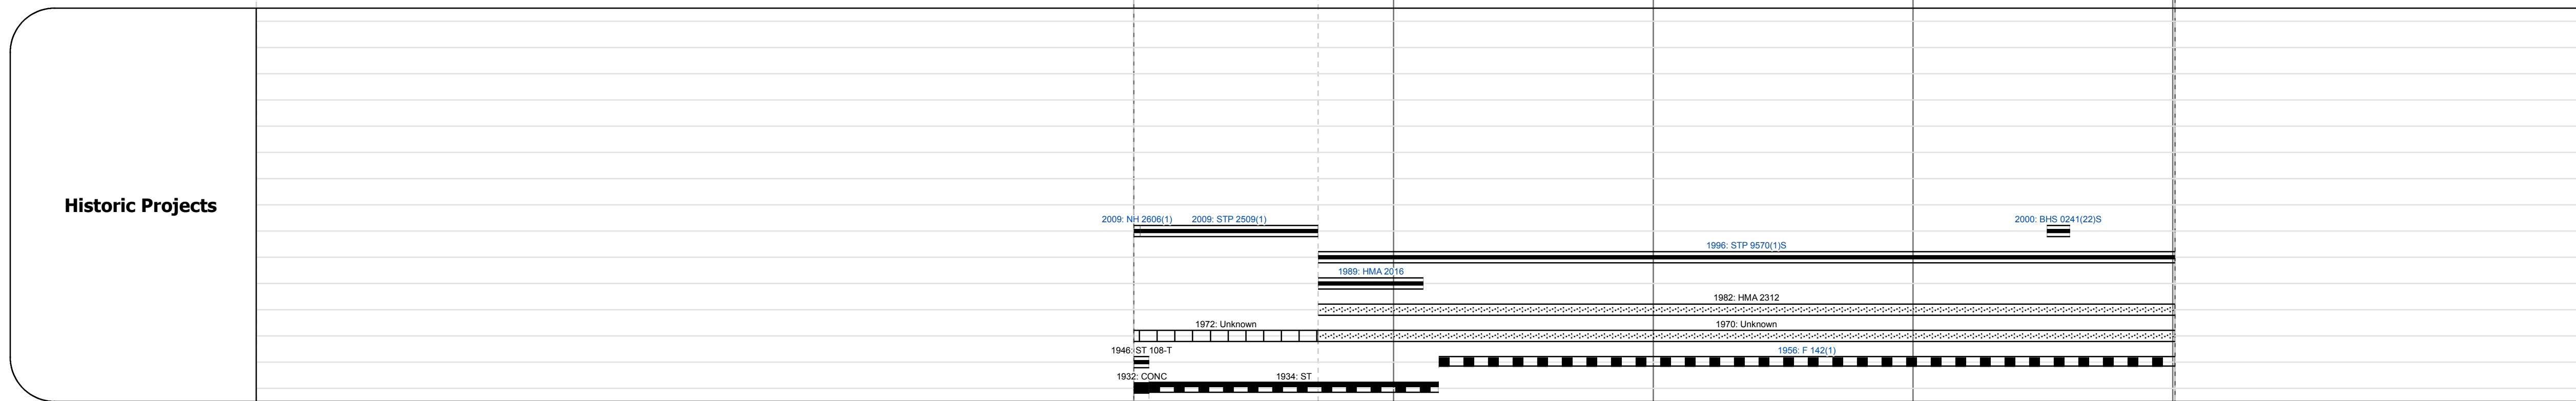 Historic Projects
2009: NH 2606(1) 2009: STP 2509(1) 2000: BHS 0241(22)S
1996: STP 9570(1)S
1989: HMA 2016
1982: HMA 2312
1972: Unknown 1970: Unknown
1946: ST 108-T 1956: F 142(1)
1932: CONC 1934: ST